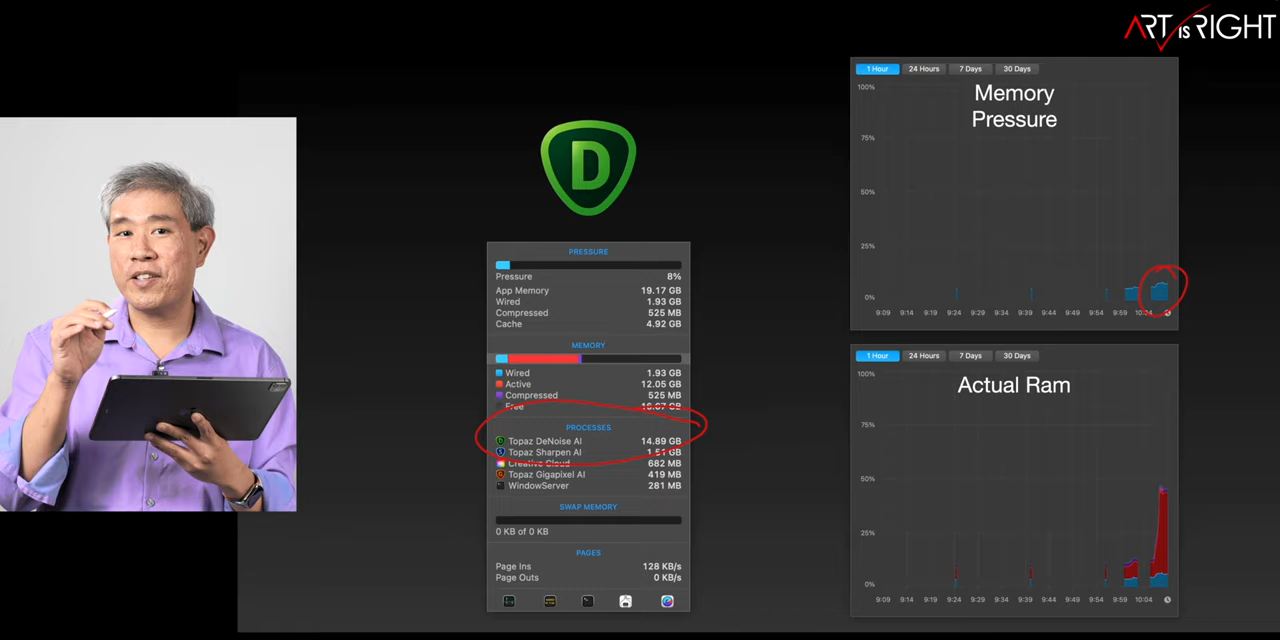 ART IS RIGHT
D
PRESSURE
Pressure 8%
App Memory 19.17 GB
Wired 1.93 GB
Compressed 525 MB
Cache 4.92 GB
MEMORY
Wired 1.93 GB
Active 12.05 GB
Compressed 525 MB
Free 16.67 GB
PROCESSES
Topaz DeNoise AI 14.89 GB
Topaz Sharpen AI 1.51 GB
Creative Cloud 682 MB
Topaz Gigapixel AI 419 MB
WindowServer 281 MB
SWAP MEMORY
0 KB of 0 KB
PAGES
Page Ins 128 KB/s
Page Outs 0 KB/s
1 Hour 24 Hours 7 Days 30 Days
Memory
Pressure
100%
75%
50%
25%
0%
9:09 9:14 9:19 9:24 9:29 9:34 9:39 9:44 9:49 9:54 9:59 10:04
1 Hour 24 Hours 7 Days 30 Days
Actual Ram
100%
75%
50%
25%
0%
9:09 9:14 9:19 9:24 9:29 9:34 9:39 9:44 9:49 9:54 9:59 10:04